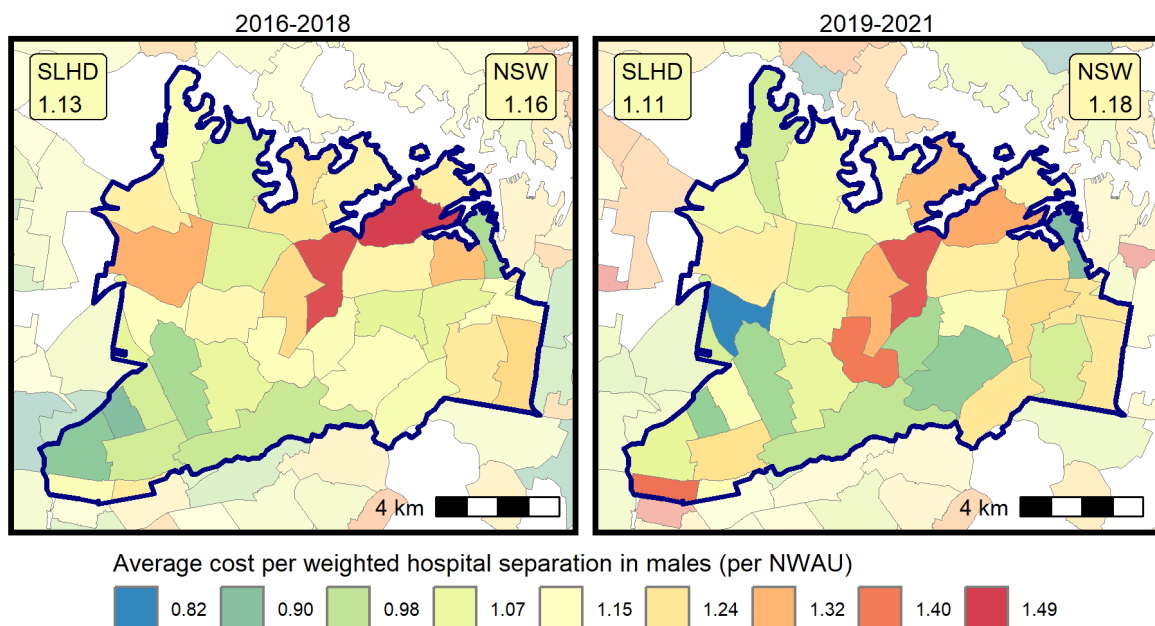 2016-2018
2019-2021
SLHD
1.13
NSW
1.16
SLHD
1.11
NSW
1.18
4 km
4 km
Average cost per weighted hospital separation in males (per NWAU)
0.82 0.90 0.98 1.07 1.15 1.24 1.32 1.40 1.49